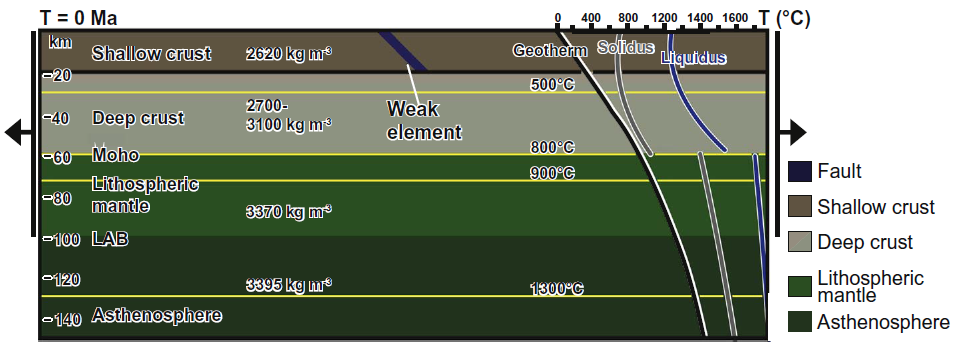 T = 0 Ma
0 400 800 1200 1400 1600 T (°C)
km
Shallow crust
2620 kg m⁻³
Geotherm
Solidus
Liquidus
-20
500°C
2700-
3100 kg m⁻³
Weak
element
-40
Deep crust
800°C
-60
Moho
900°C
Lithospheric
mantle
-80
3370 kg m⁻³
-100
LAB
-120
3395 kg m⁻³
1300°C
-140
Asthenosphere
Fault
Shallow crust
Deep crust
Lithospheric
mantle
Asthenosphere